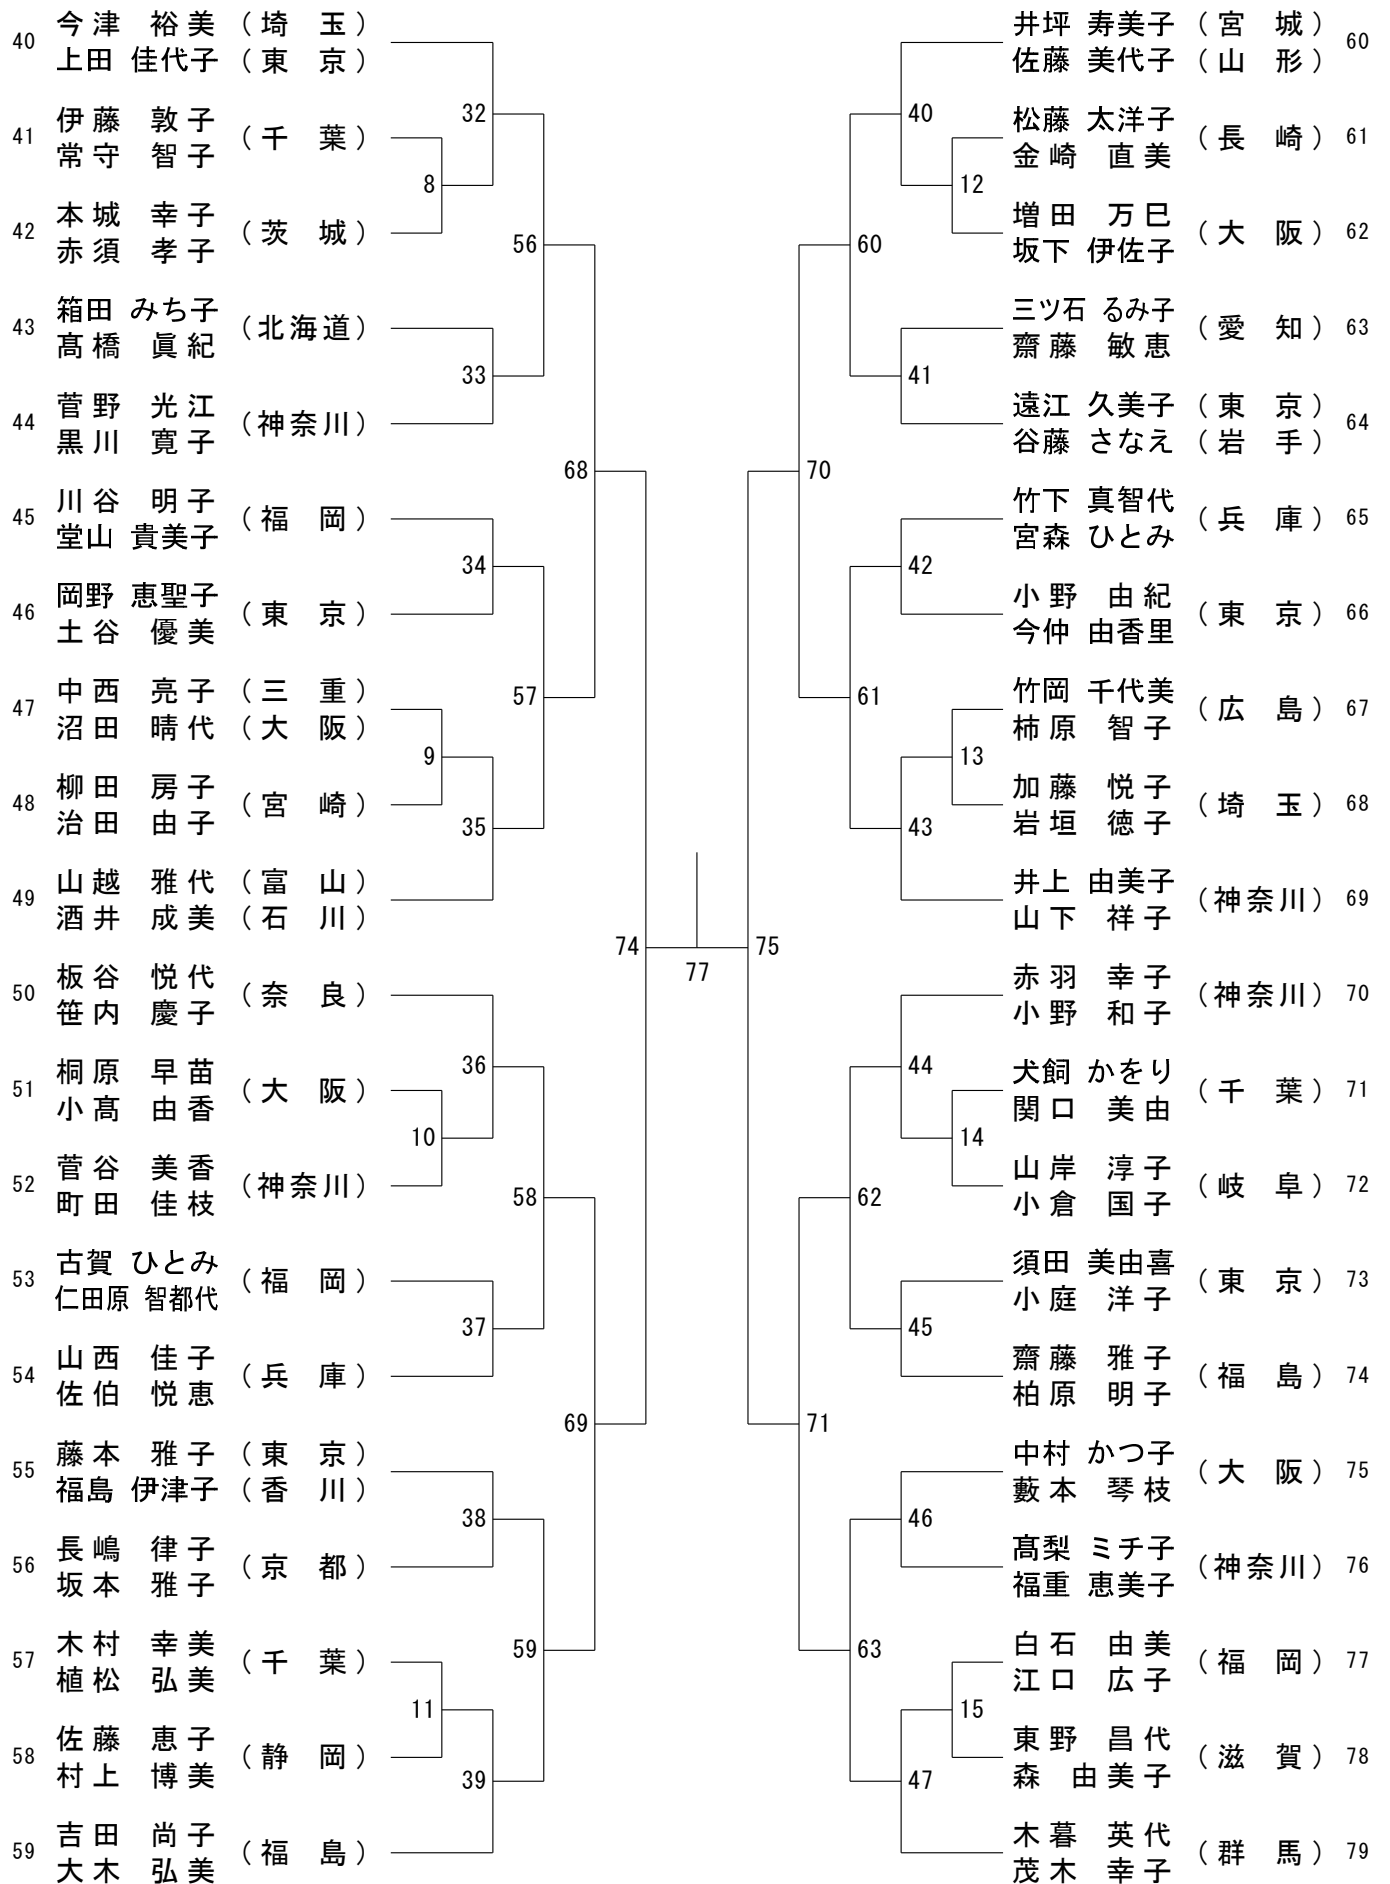 40 今津 裕美 (埼 玉)
上田 佳代子 (東 京)
41 伊藤 敦子 (千 葉)
常守 智子
42 本城 幸子 (茨 城)
赤須 孝子
43 箱田 みち子 (北海道)
髙橋 眞紀
44 菅野 光江 (神奈川)
黒川 寛子
45 川谷 明子 (福 岡)
堂山 貴美子
46 岡野 恵聖子 (東 京)
土谷 優美
47 中西 亮子 (三 重)
沼田 晴代 (大 阪)
48 柳田 房子 (宮 崎)
治田 由子
49 山越 雅代 (富 山)
酒井 成美 (石 川)
50 板谷 悦代 (奈 良)
笹内 慶子
51 桐原 早苗 (大 阪)
小髙 由香
52 菅谷 美香 (神奈川)
町田 佳枝
53 古賀 ひとみ (福 岡)
仁田原 智都代
54 山西 佳子 (兵 庫)
佐伯 悦恵
55 藤本 雅子 (東 京)
福島 伊津子 (香 川)
56 長嶋 律子 (京 都)
坂本 雅子
57 木村 幸美 (千 葉)
植松 弘美
58 佐藤 恵子 (静 岡)
村上 博美
59 吉田 尚子 (福 島)
大木 弘美
8
9
10
11
32
33
34
35
36
37
38
39
56
57
58
59
68
69
74
77
75
70
71
60
61
62
63
40
41
42
43
44
45
46
47
12
13
14
15
井坪 寿美子 (宮 城) 60
佐藤 美代子 (山 形)
松藤 太洋子 (長 崎) 61
金崎 直美
増田 万巳 (大 阪) 62
坂下 伊佐子
三ツ石 るみ子 (愛 知) 63
齋藤 敏恵
遠江 久美子 (東 京) 64
谷藤 さなえ (岩 手)
竹下 真智代 (兵 庫) 65
宮森 ひとみ
小野 由紀 (東 京) 66
今仲 由香里
竹岡 千代美 (広 島) 67
柿原 智子
加藤 悦子 (埼 玉) 68
岩垣 徳子
井上 由美子 (神奈川) 69
山下 祥子
赤羽 幸子 (神奈川) 70
小野 和子
犬飼 かをり (千 葉) 71
関口 美由
山岸 淳子 (岐 阜) 72
小倉 国子
須田 美由喜 (東 京) 73
小庭 洋子
齋藤 雅子 (福 島) 74
柏原 明子
中村 かつ子 (大 阪) 75
藪本 琴枝
髙梨 ミチ子 (神奈川) 76
福重 恵美子
白石 由美 (福 岡) 77
江口 広子
東野 昌代 (滋 賀) 78
森 由美子
木暮 英代 (群 馬) 79
茂木 幸子